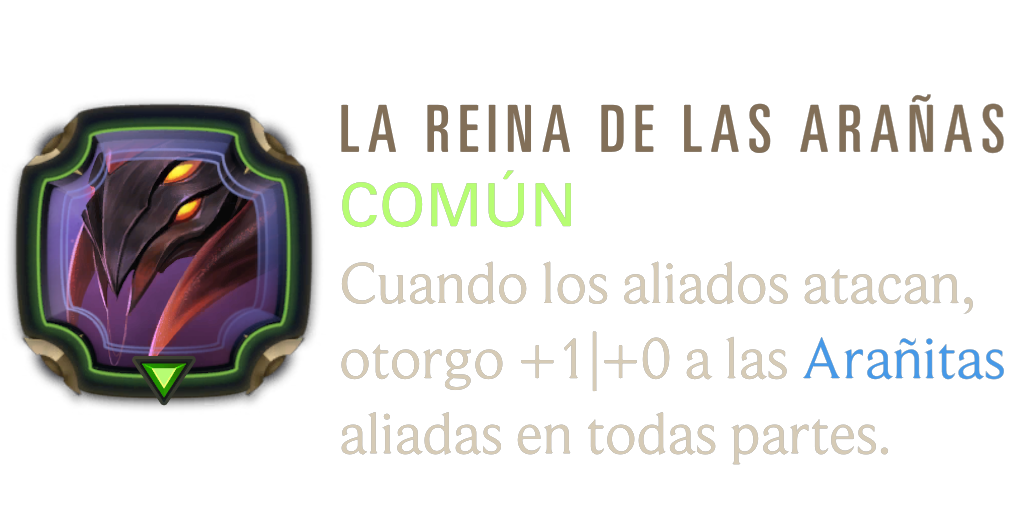 LA REINA DE LAS ARAÑAS
COMÚN
Cuando los aliados atacan,
otorgo +1|+0 a las Arañitas
aliadas en todas partes.